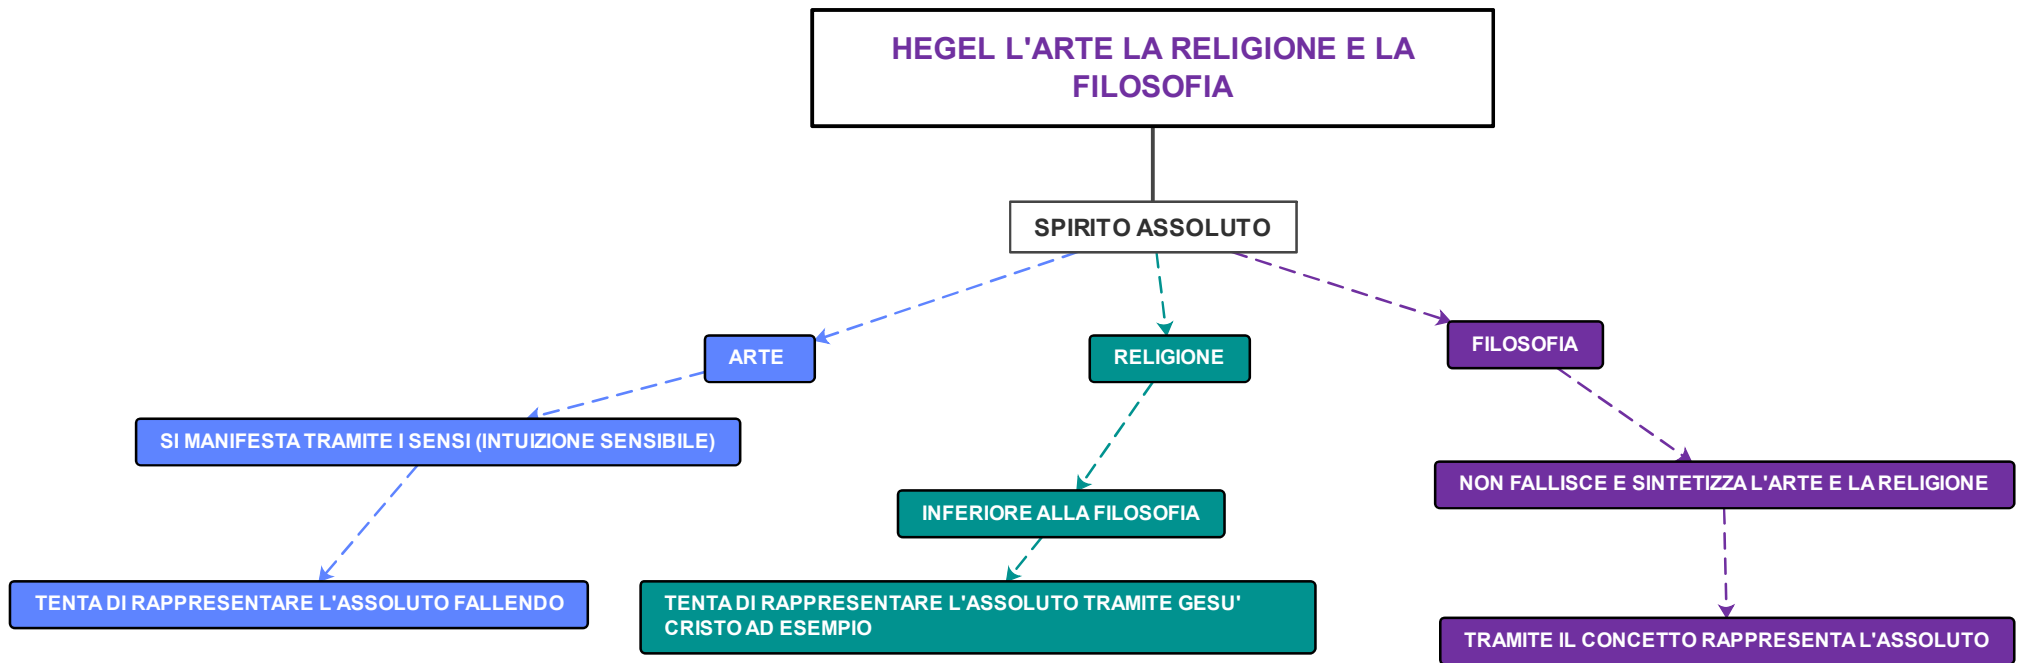 HEGEL L'ARTE LA RELIGIONE E LA
FILOSOFIA
SPIRITO ASSOLUTO
ARTE
RELIGIONE
FILOSOFIA
SI MANIFESTA TRAMITE I SENSI (INTUIZIONE SENSIBILE)
NON FALLISCE E SINTETIZZA L'ARTE E LA RELIGIONE
INFERIORE ALLA FILOSOFIA
TENTA DI RAPPRESENTARE L'ASSOLUTO FALLENDO
TENTA DI RAPPRESENTARE L'ASSOLUTO TRAMITE GESU'
CRISTO AD ESEMPIO
TRAMITE IL CONCETTO RAPPRESENTA L'ASSOLUTO